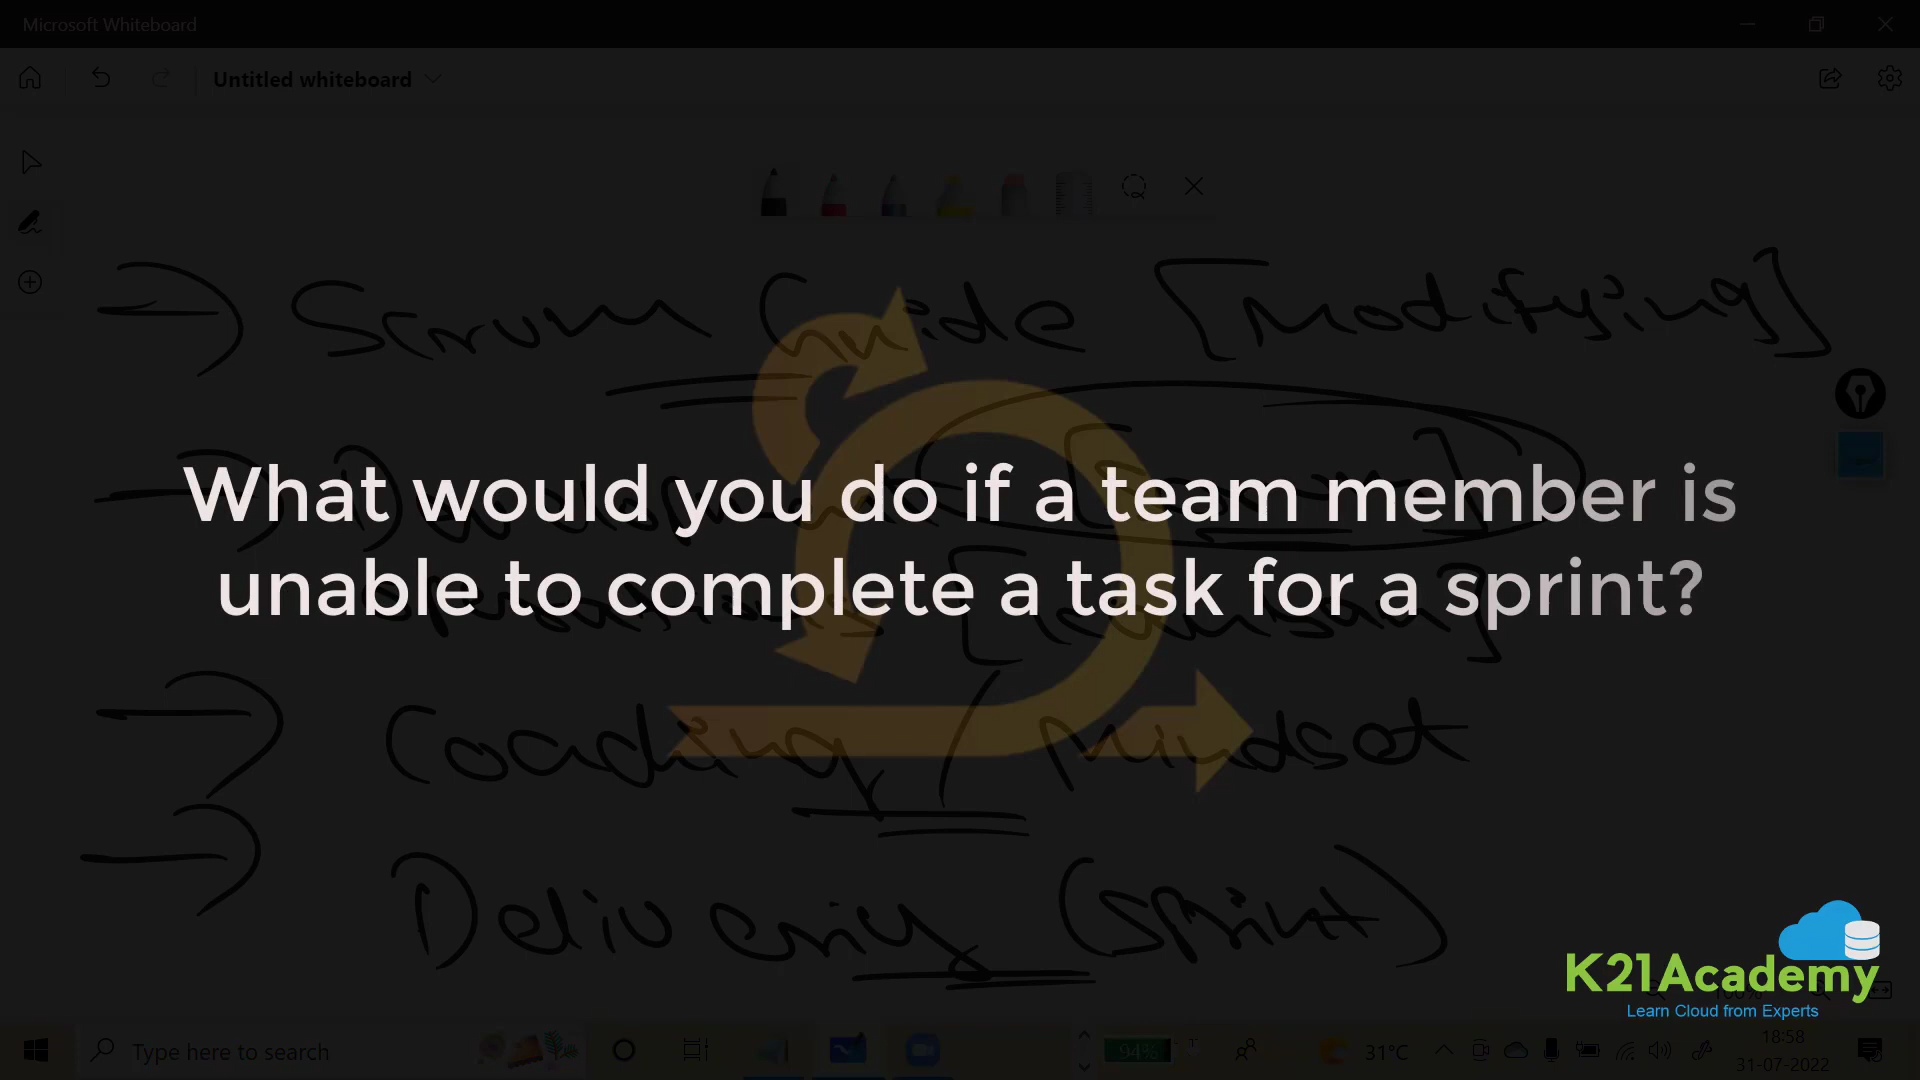 Microsoft Whiteboard
Untitled whiteboard
Scrum Guide [Modifying]
What would you do if a team member is
unable to complete a task for a sprint?
Coaching / Mindset
Delivery (sprint)
K21Academy
Learn Cloud from Experts
100%
Type here to search
94%
31°C
18:58
31-07-2022